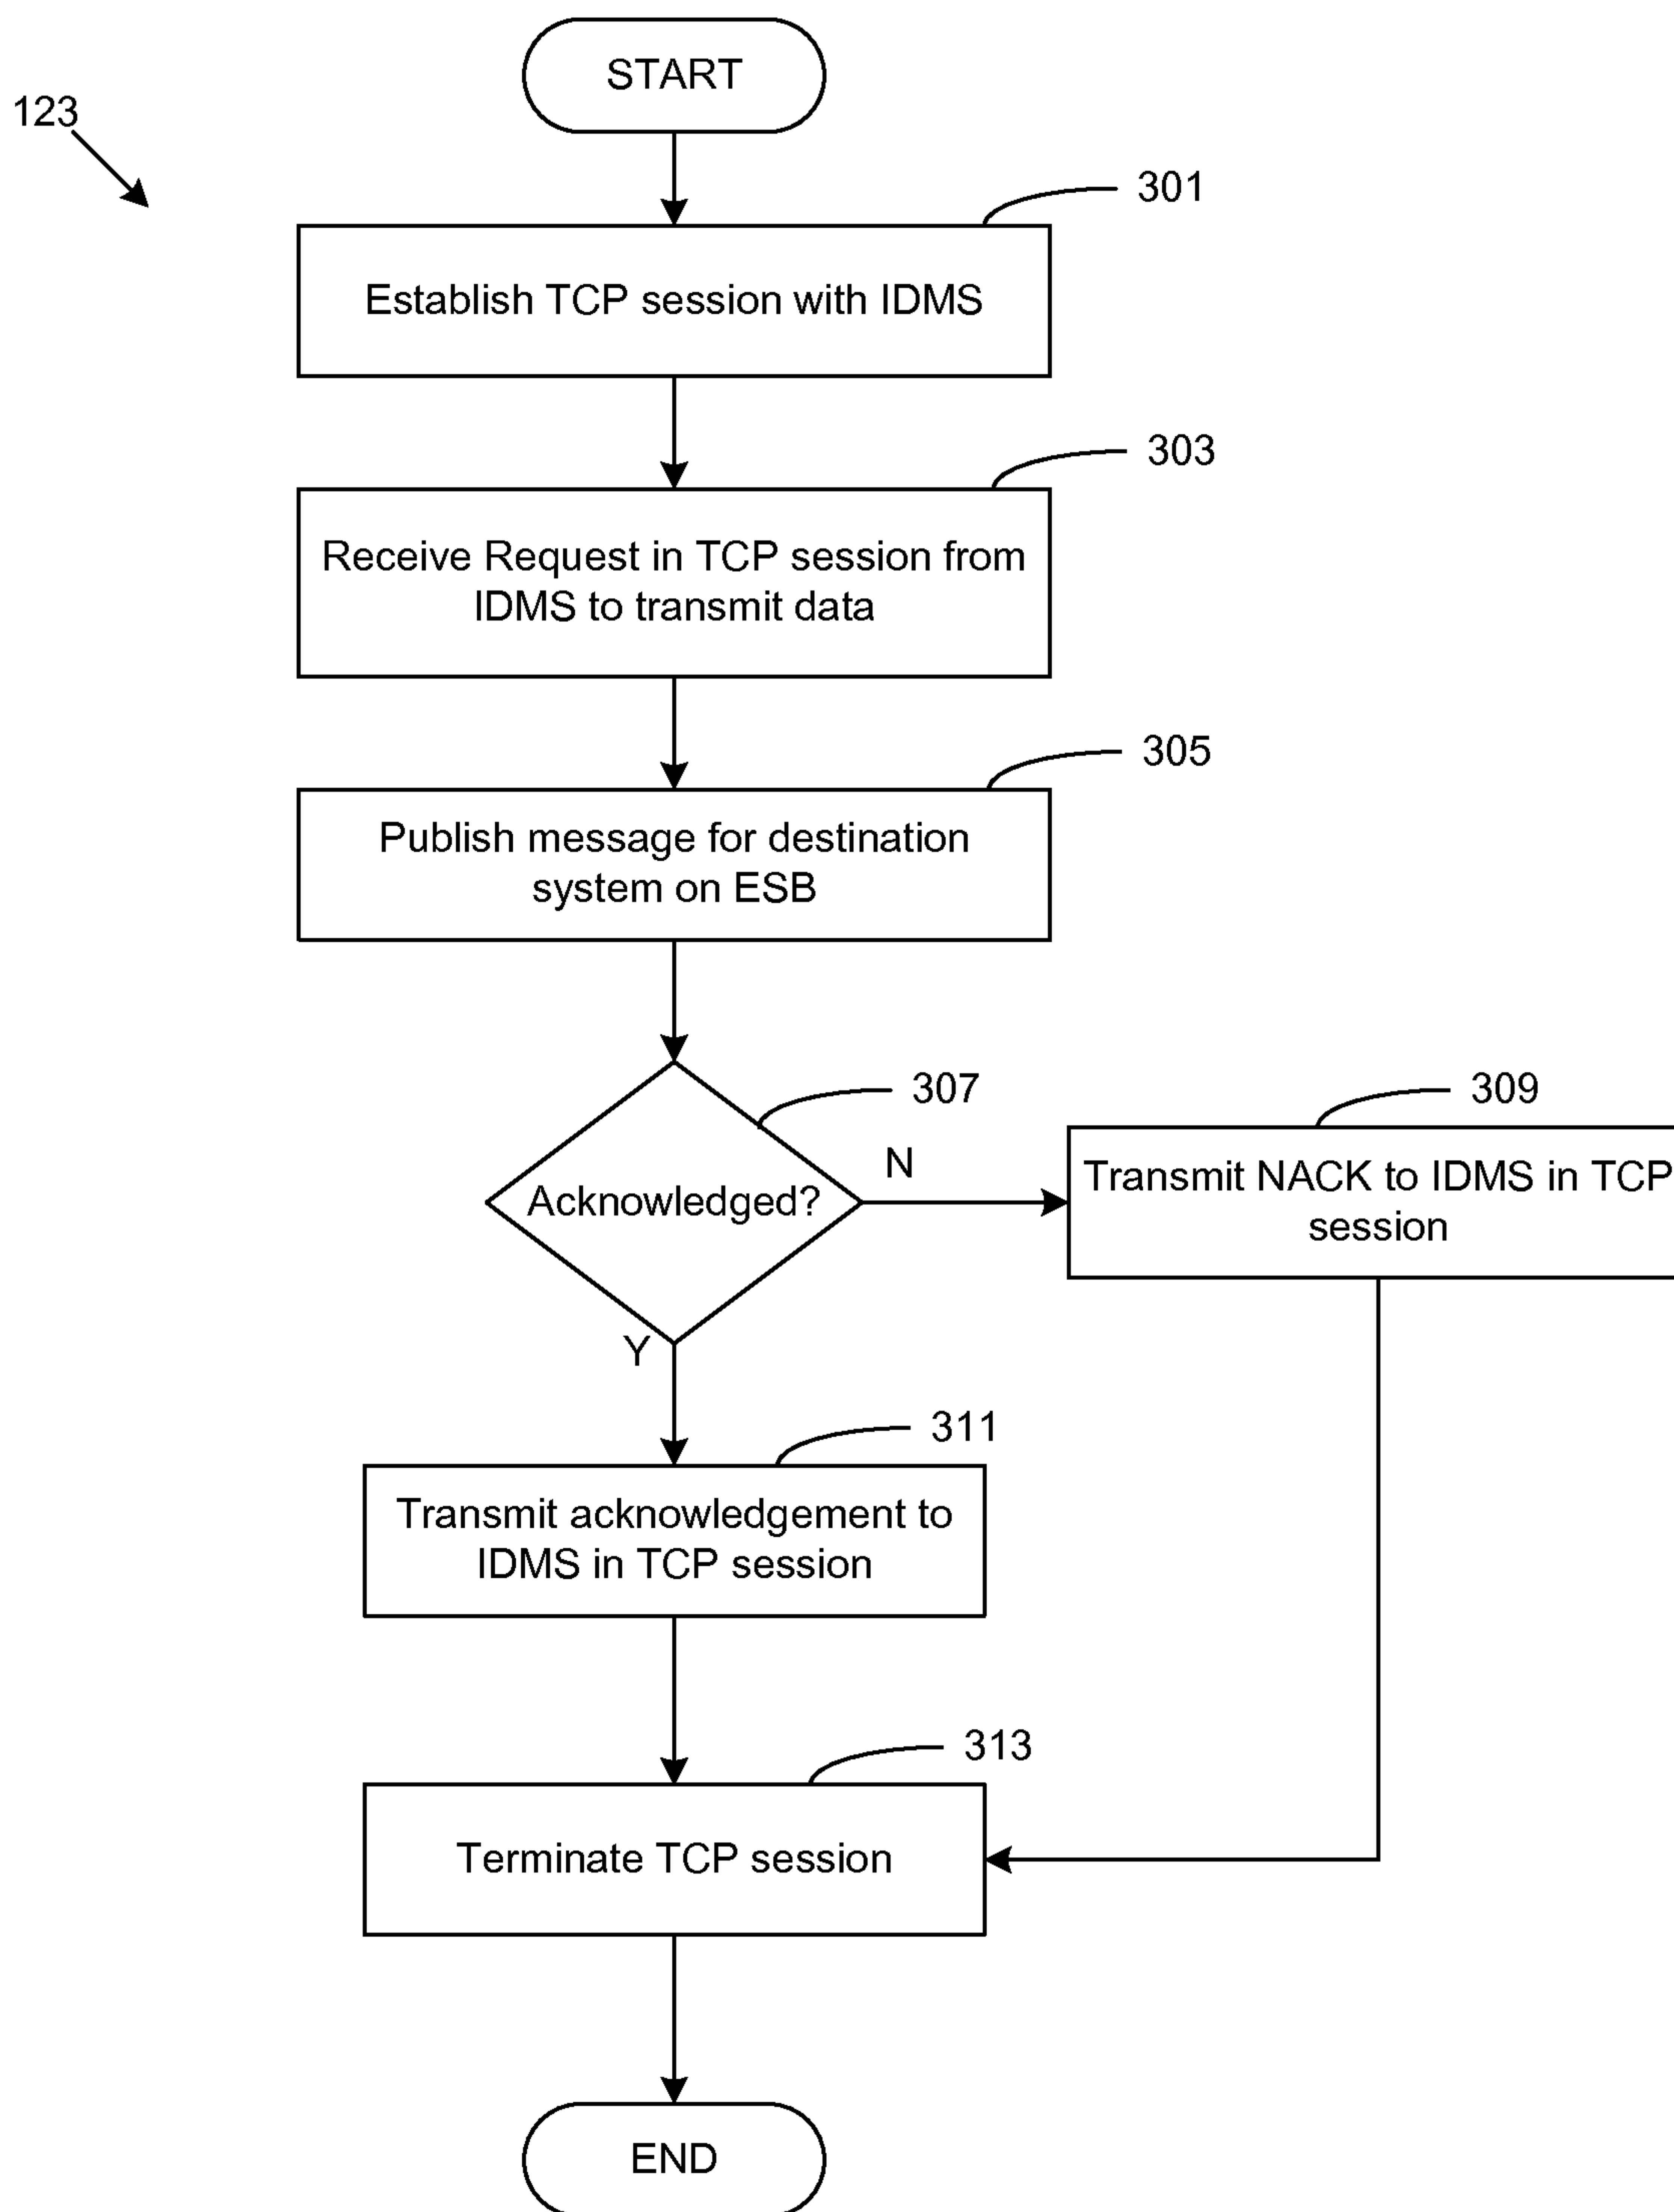 START
123
301
Establish TCP session with IDMS
303
Receive Request in TCP session from
IDMS to transmit data
305
Publish message for destination
system on ESB
307
309
N
Transmit NACK to IDMS in TCP
session
Acknowledged?
Y
311
Transmit acknowledgement to
IDMS in TCP session
313
Terminate TCP session
END